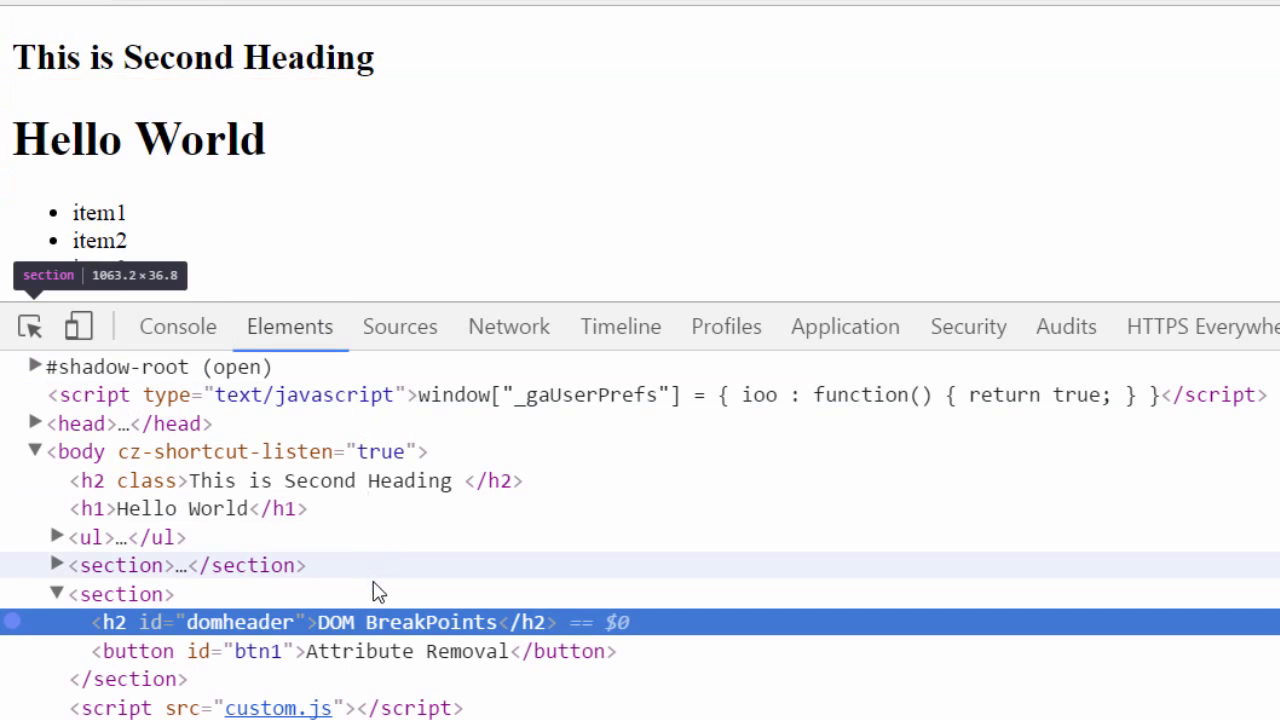 This is Second Heading
Hello World
• item1
• item2
section | 1063.2×36.8
Console Elements Sources Network Timeline Profiles Application Security Audits HTTPS Everywhe
▶#shadow-root (open)
<script type="text/javascript">window["_gaUserPrefs"] = { ioo : function() { return true; } }</script>
▶<head>…</head>
▼<body cz-shortcut-listen="true">
<h2 class>This is Second Heading </h2>
<h1>Hello World</h1>
▶<ul>…</ul>
▶<section>…</section>
▼<section>
<h2 id="domheader">DOM BreakPoints</h2> == $0
<button id="btn1">Attribute Removal</button>
</section>
<script src="custom.js"></script>